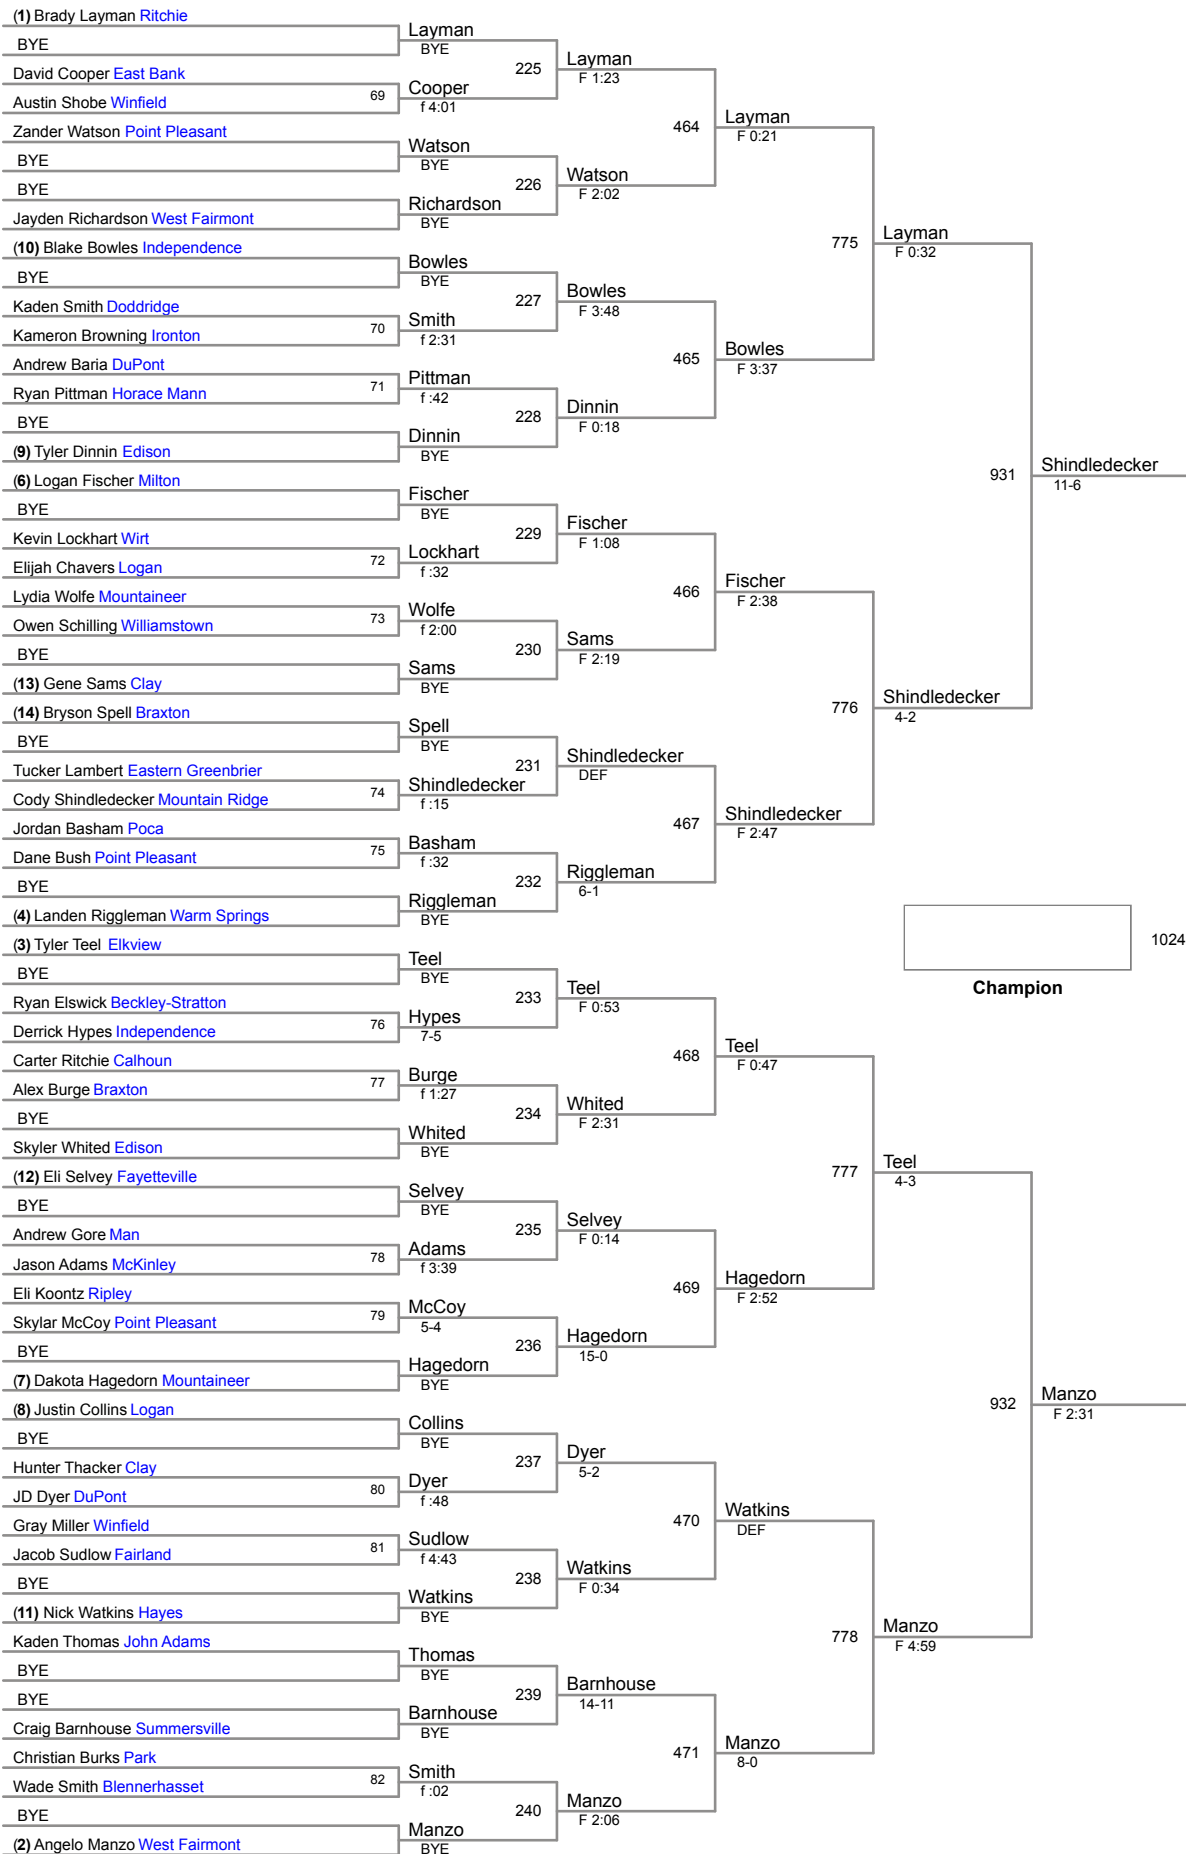 (1) Brady Layman Ritchie
BYE
David Cooper East Bank
Austin Shobe Winfield
Zander Watson Point Pleasant
BYE
BYE
Jayden Richardson West Fairmont
(10) Blake Bowles Independence
BYE
Kaden Smith Doddridge
Kameron Browning Ironton
Andrew Baria DuPont
Ryan Pittman Horace Mann
BYE
(9) Tyler Dinnin Edison
(6) Logan Fischer Milton
BYE
Kevin Lockhart Wirt
Elijah Chavers Logan
Lydia Wolfe Mountaineer
Owen Schilling Williamstown
BYE
(13) Gene Sams Clay
(14) Bryson Spell Braxton
BYE
Tucker Lambert Eastern Greenbrier
Cody Shindledecker Mountain Ridge
Jordan Basham Poca
Dane Bush Point Pleasant
BYE
(4) Landen Riggleman Warm Springs
(3) Tyler Teel Elkview
BYE
Ryan Elswick Beckley-Stratton
Derrick Hypes Independence
Carter Ritchie Calhoun
Alex Burge Braxton
BYE
Skyler Whited Edison
(12) Eli Selvey Fayetteville
BYE
Andrew Gore Man
Jason Adams McKinley
Eli Koontz Ripley
Skylar McCoy Point Pleasant
BYE
(7) Dakota Hagedorn Mountaineer
(8) Justin Collins Logan
BYE
Hunter Thacker Clay
JD Dyer DuPont
Gray Miller Winfield
Jacob Sudlow Fairland
BYE
(11) Nick Watkins Hayes
Kaden Thomas John Adams
BYE
BYE
Craig Barnhouse Summersville
Christian Burks Park
Wade Smith Blennerhasset
BYE
(2) Angelo Manzo West Fairmont
69
70
71
72
73
74
75
76
77
78
79
80
81
82
Layman
BYE
Cooper
f 4:01
Watson
BYE
Richardson
BYE
Bowles
BYE
Smith
f 2:31
Pittman
f :42
Dinnin
BYE
Fischer
BYE
Lockhart
f :32
Wolfe
f 2:00
Sams
BYE
Spell
BYE
Shindledecker
f :15
Basham
f :32
Riggleman
BYE
Teel
BYE
Hypes
7-5
Burge
f 1:27
Whited
BYE
Selvey
BYE
Adams
f 3:39
McCoy
5-4
Hagedorn
BYE
Collins
BYE
Dyer
f :48
Sudlow
f 4:43
Watkins
BYE
Thomas
BYE
Barnhouse
BYE
Smith
f :02
Manzo
BYE
225
226
227
228
229
230
231
232
233
234
235
236
237
238
239
240
Layman
F 1:23
Watson
F 2:02
Bowles
F 3:48
Dinnin
F 0:18
Fischer
F 1:08
Sams
F 2:19
Shindledecker
DEF
Riggleman
6-1
Teel
F 0:53
Whited
F 2:31
Selvey
F 0:14
Hagedorn
15-0
Dyer
5-2
Watkins
F 0:34
Barnhouse
14-11
Manzo
F 2:06
464
465
466
467
468
469
470
471
Layman
F 0:21
Bowles
F 3:37
Fischer
F 2:38
Shindledecker
F 2:47
Teel
F 0:47
Hagedorn
F 2:52
Watkins
DEF
Manzo
8-0
775
776
777
778
Layman
F 0:32
Shindledecker
4-2
Teel
4-3
Manzo
F 4:59
931
932
Shindledecker
11-6
Manzo
F 2:31
1024
Champion